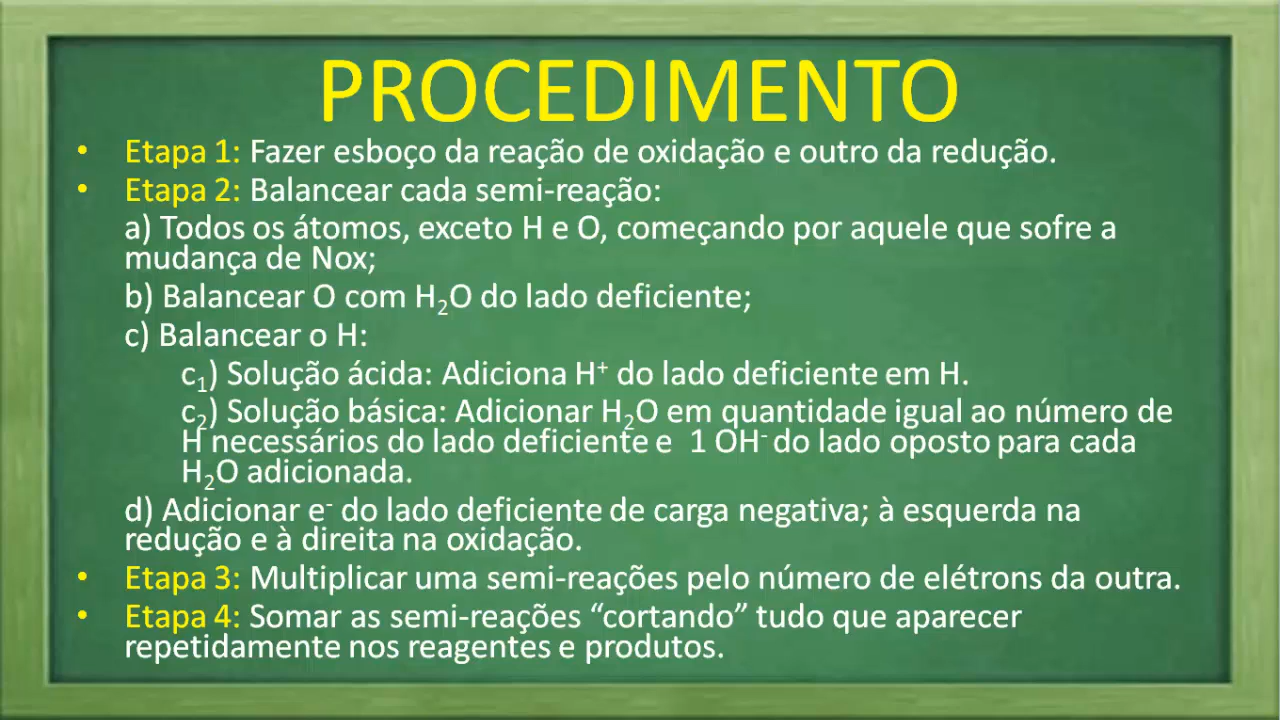 PROCEDIMENTO
• Etapa 1: Fazer esboço da reação de oxidação e outro da redução.
• Etapa 2: Balancear cada semi-reação:
a) Todos os átomos, exceto H e O, começando por aquele que sofre a
mudança de Nox;
b) Balancear O com H₂O do lado deficiente;
c) Balancear o H:
c₁) Solução ácida: Adiciona H⁺ do lado deficiente em H.
c₂) Solução básica: Adicionar H₂O em quantidade igual ao número de
H necessários do lado deficiente e 1 OH⁻ do lado oposto para cada
H₂O adicionada.
d) Adicionar e⁻ do lado deficiente de carga negativa; à esquerda na
redução e à direita na oxidação.
• Etapa 3: Multiplicar uma semi-reações pelo número de elétrons da outra.
• Etapa 4: Somar as semi-reações “cortando” tudo que aparecer
repetidamente nos reagentes e produtos.